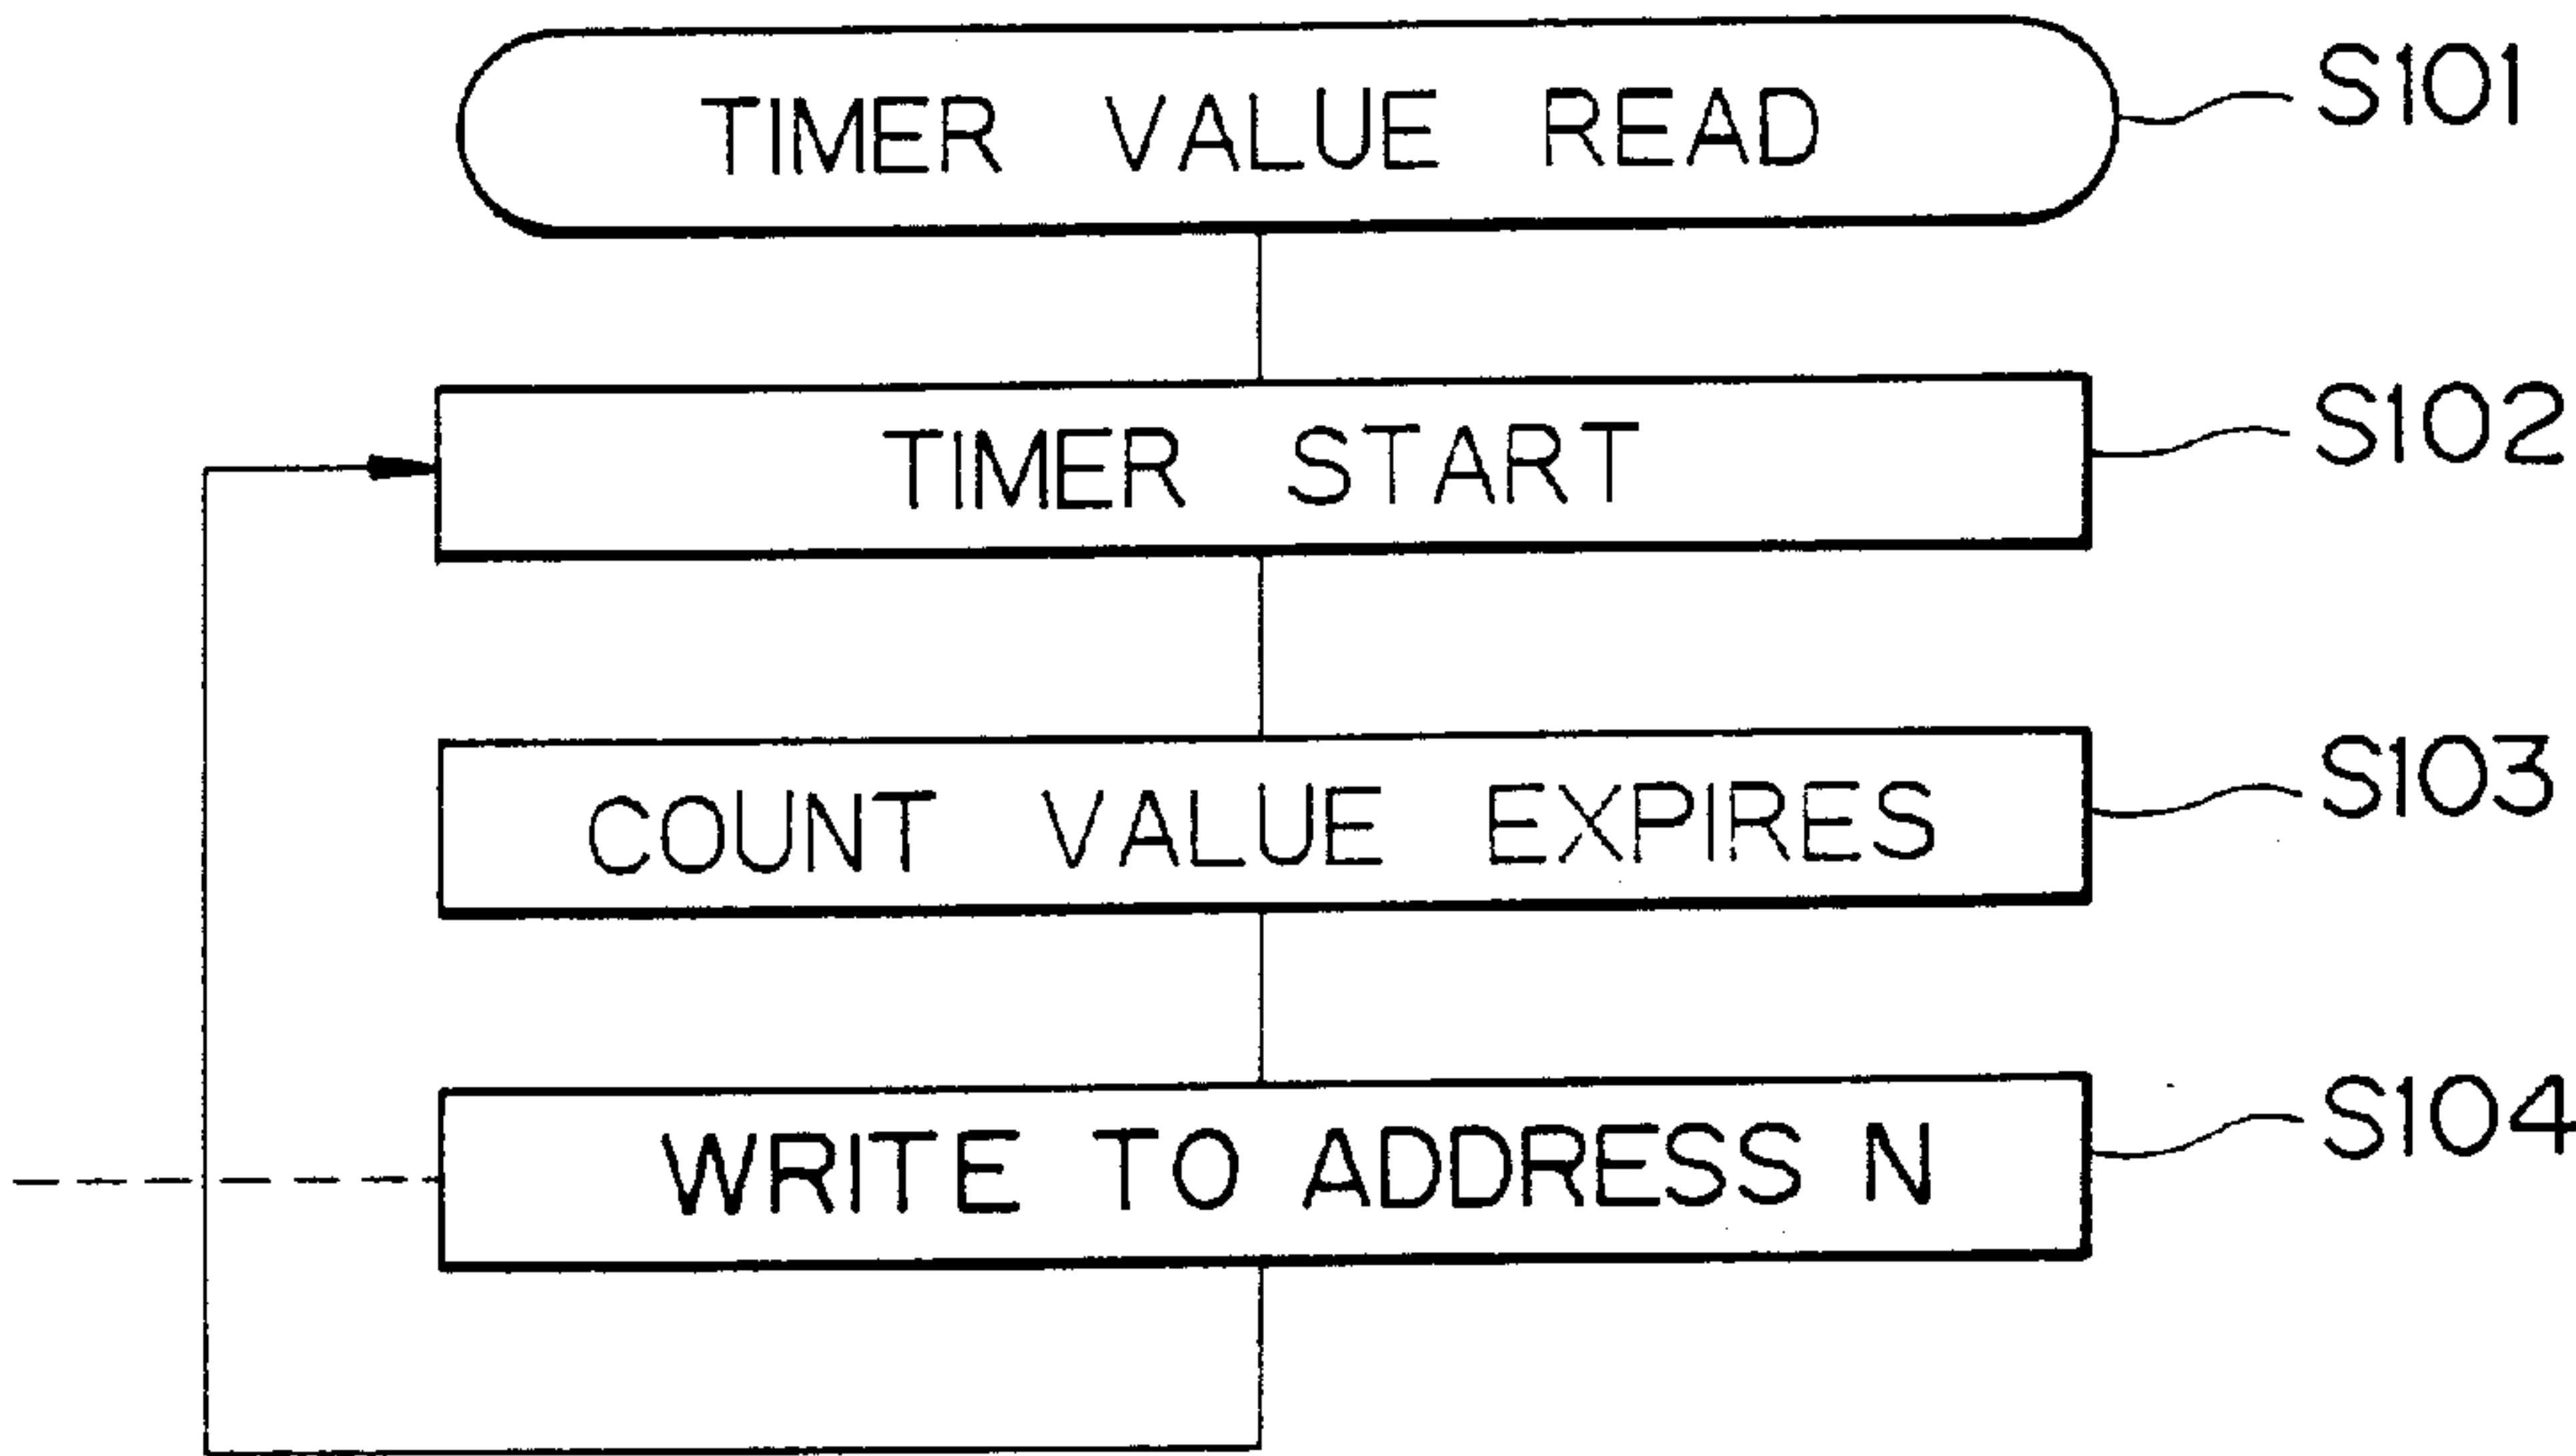 TIMER VALUE READ S101
TIMER START S102
COUNT VALUE EXPIRES S103
WRITE TO ADDRESS N S104